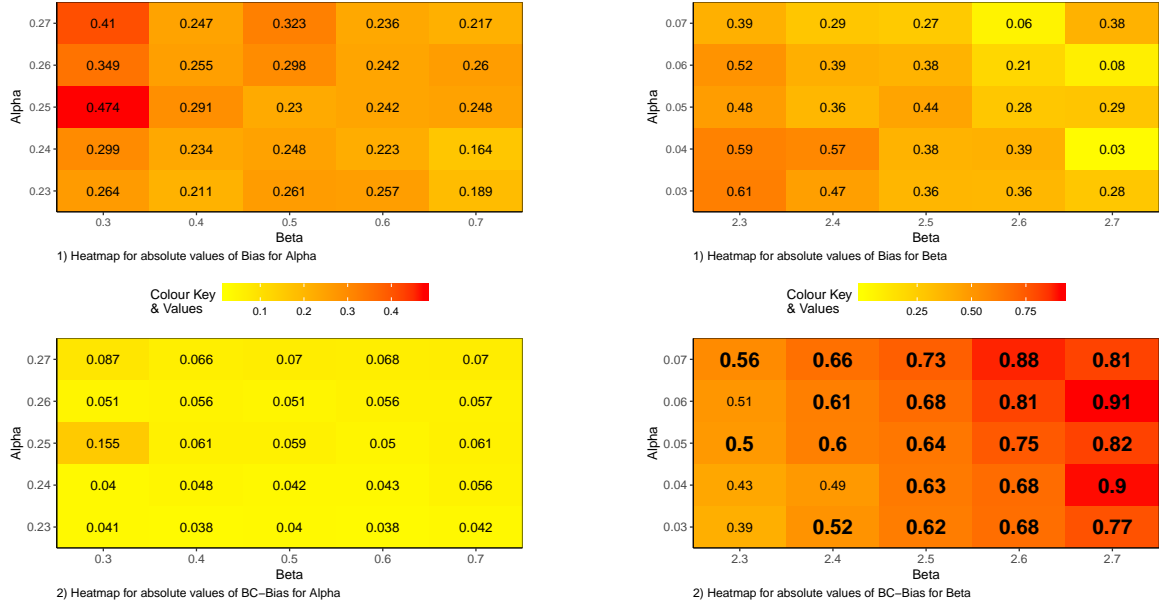 0.27 0.41 0.247 0.323 0.236 0.217
0.26 0.349 0.255 0.298 0.242 0.26
0.25 0.474 0.291 0.23 0.242 0.248
0.24 0.299 0.234 0.248 0.223 0.164
0.23 0.264 0.211 0.261 0.257 0.189
Alpha
0.3 0.4 0.5 0.6 0.7
Beta
1) Heatmap for absolute values of Bias for Alpha
Colour Key
& Values
0.1 0.2 0.3 0.4
0.27 0.087 0.066 0.07 0.068 0.07
0.26 0.051 0.056 0.051 0.056 0.057
0.25 0.155 0.061 0.059 0.05 0.061
0.24 0.04 0.048 0.042 0.043 0.056
0.23 0.041 0.038 0.04 0.038 0.042
Alpha
0.3 0.4 0.5 0.6 0.7
Beta
2) Heatmap for absolute values of BC−Bias for Alpha
0.07 0.39 0.29 0.27 0.06 0.38
0.06 0.52 0.39 0.38 0.21 0.08
0.05 0.48 0.36 0.44 0.28 0.29
0.04 0.59 0.57 0.38 0.39 0.03
0.03 0.61 0.47 0.36 0.36 0.28
Alpha
2.3 2.4 2.5 2.6 2.7
Beta
1) Heatmap for absolute values of Bias for Beta
Colour Key
& Values
0.25 0.50 0.75
0.07 0.56 0.66 0.73 0.88 0.81
0.06 0.51 0.61 0.68 0.81 0.91
0.05 0.5 0.6 0.64 0.75 0.82
0.04 0.43 0.49 0.63 0.68 0.9
0.03 0.39 0.52 0.62 0.68 0.77
Alpha
2.3 2.4 2.5 2.6 2.7
Beta
2) Heatmap for absolute values of BC−Bias for Beta